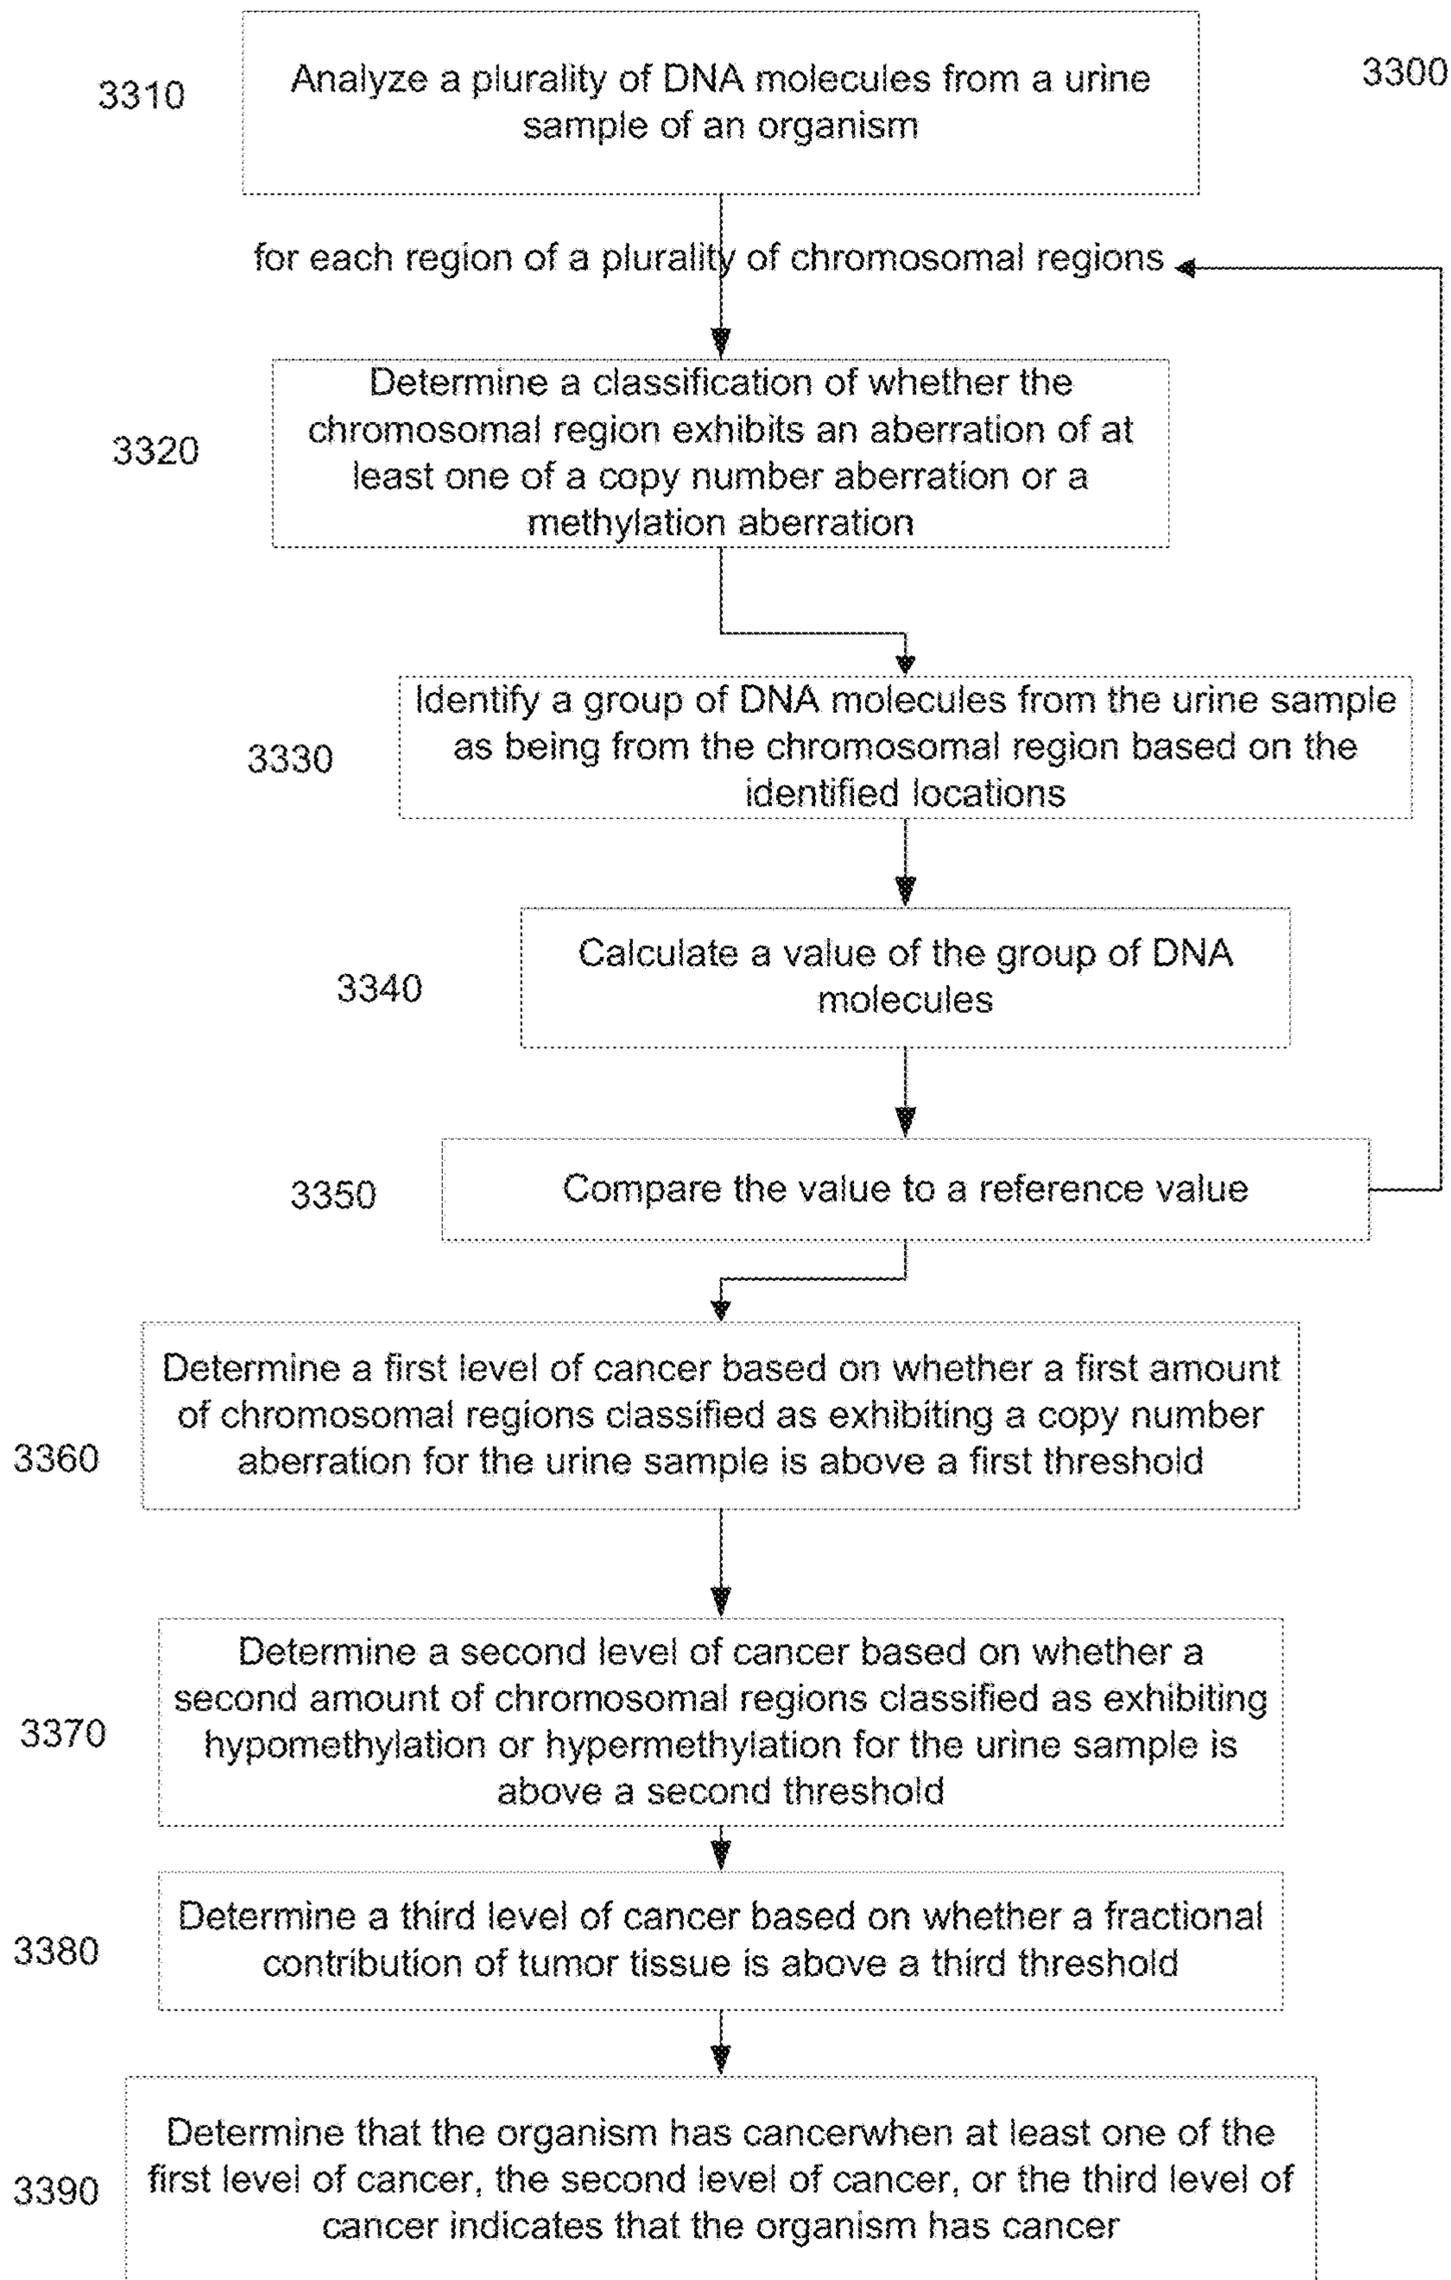 3300
3310
Analyze a plurality of DNA molecules from a urine
sample of an organism
for each region of a plurality of chromosomal regions
3320
Determine a classification of whether the
chromosomal region exhibits an aberration of at
least one of a copy number aberration or a
methylation aberration
3330
Identify a group of DNA molecules from the urine sample
as being from the chromosomal region based on the
identified locations
3340
Calculate a value of the group of DNA
molecules
3350
Compare the value to a reference value
3360
Determine a first level of cancer based on whether a first amount
of chromosomal regions classified as exhibiting a copy number
aberration for the urine sample is above a first threshold
3370
Determine a second level of cancer based on whether a
second amount of chromosomal regions classified as exhibiting
hypomethylation or hypermethylation for the urine sample is
above a second threshold
3380
Determine a third level of cancer based on whether a fractional
contribution of tumor tissue is above a third threshold
3390
Determine that the organism has cancerwhen at least one of the
first level of cancer, the second level of cancer, or the third level of
cancer indicates that the organism has cancer